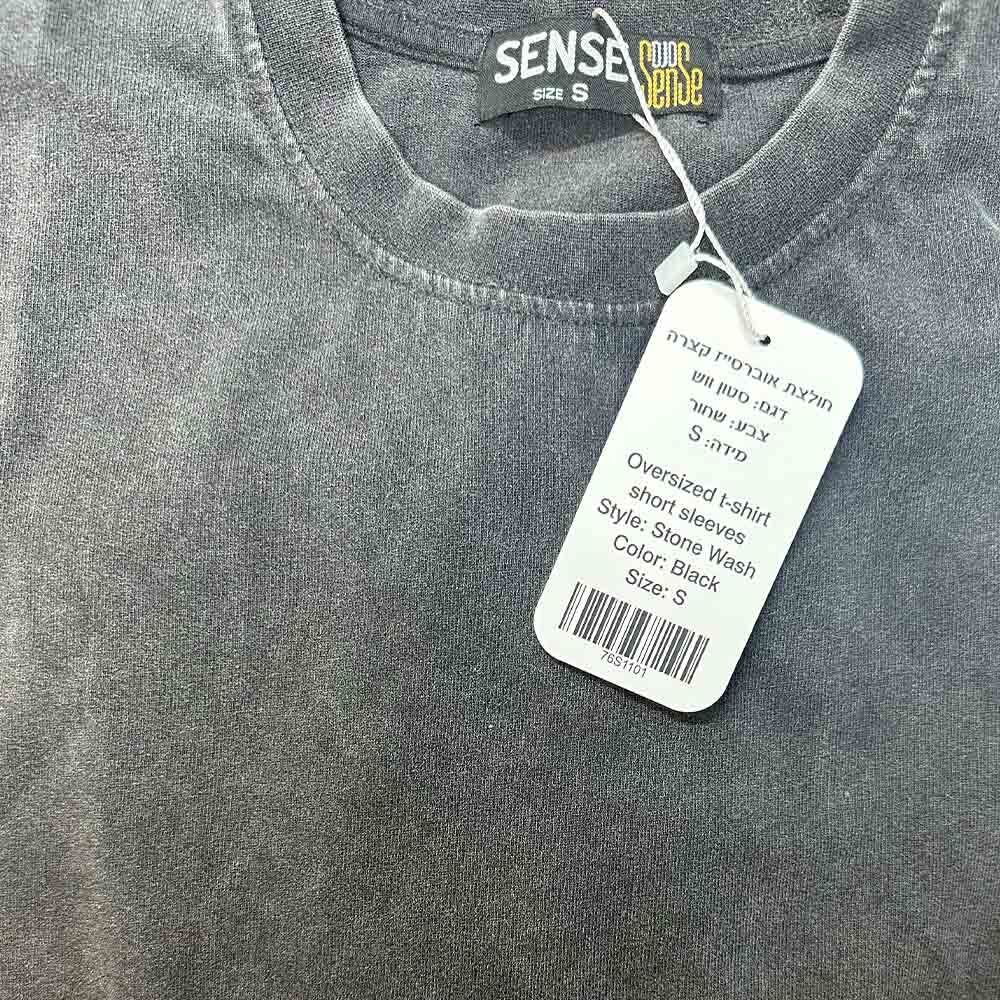 SENSE
SIZE S
Sense
חולצת אוברסייז קצרה
דגם: סטון ווש
צבע: שחור
מידה: S
Oversized t-shirt
short sleeves
Style: Stone Wash
Color: Black
Size: S
76S1101